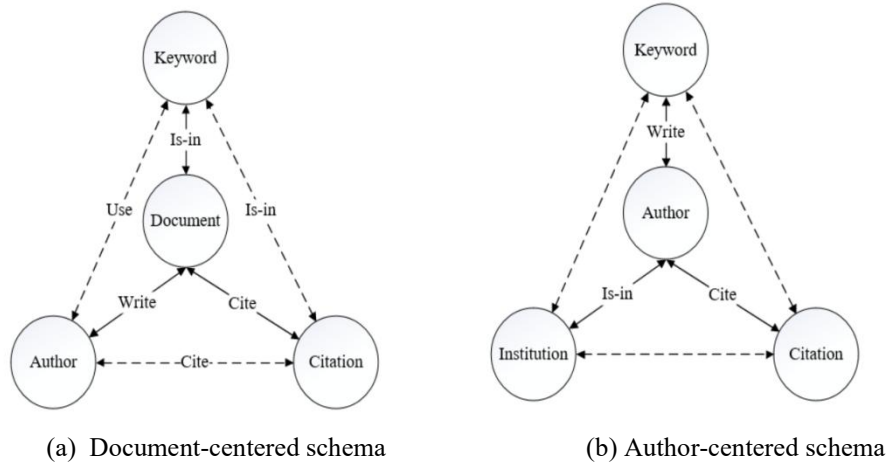 Keyword
Is-in
Use
Document
Is-in
Write
Cite
Author
Cite
Citation
(a) Document-centered schema
Keyword
Write
Author
Is-in
Cite
Institution
Citation
(b) Author-centered schema